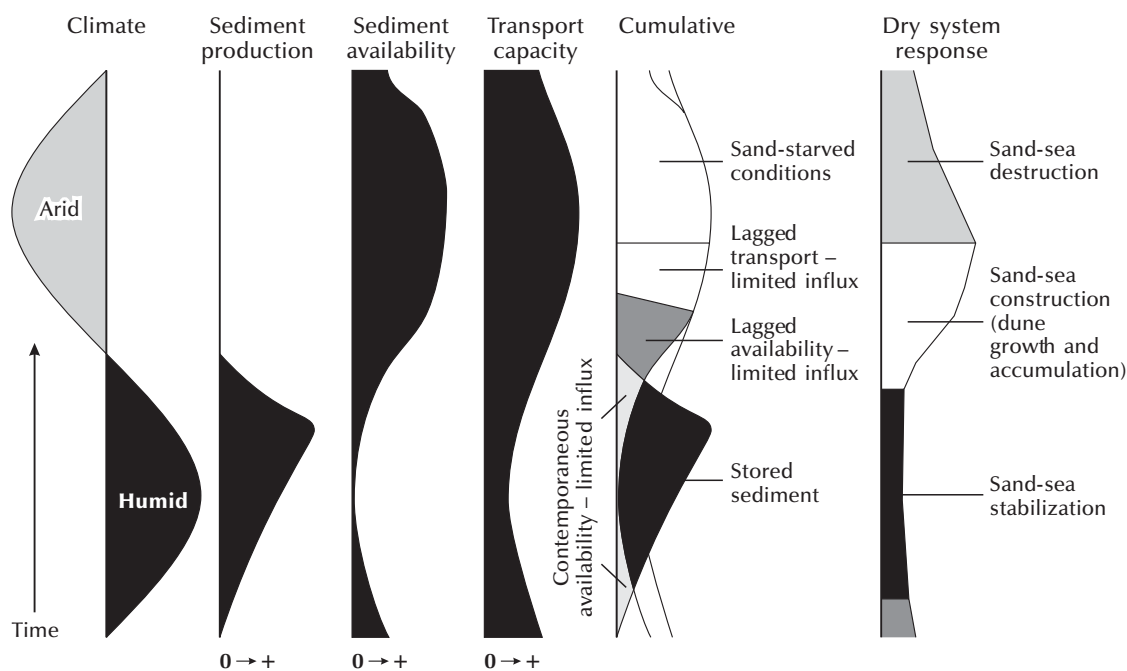 Climate
Sediment
production
Sediment
availability
Transport
capacity
Cumulative
Dry system
response
Arid
Humid
Time
0 → +
0 → +
0 → +
Sand-starved
conditions
Lagged
transport –
limited influx
Lagged
availability –
limited influx
Contemporaneous
availability – limited influx
Stored
sediment
Sand-sea
destruction
Sand-sea
construction
(dune
growth and
accumulation)
Sand-sea
stabilization